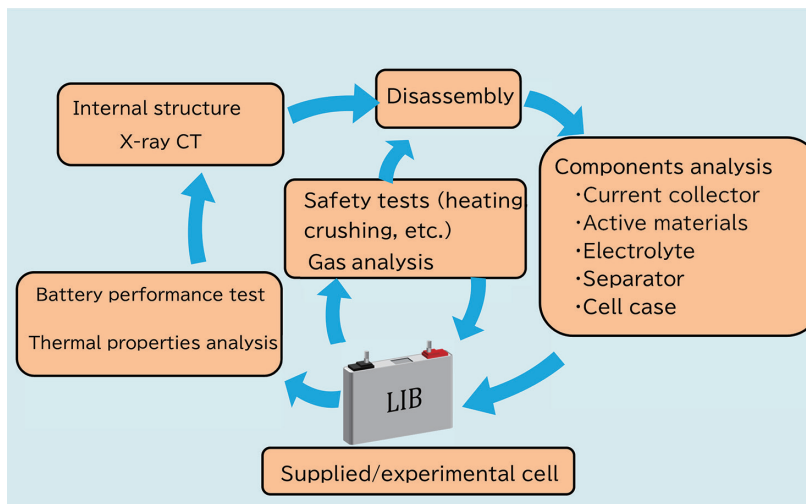 Internal structure
X-ray CT
Disassembly
Components analysis
・Current collector
・Active materials
・Electrolyte
・Separator
・Cell case
Safety tests (heating,
crushing, etc.)
Gas analysis
Battery performance test
Thermal properties analysis
LIB
Supplied/experimental cell